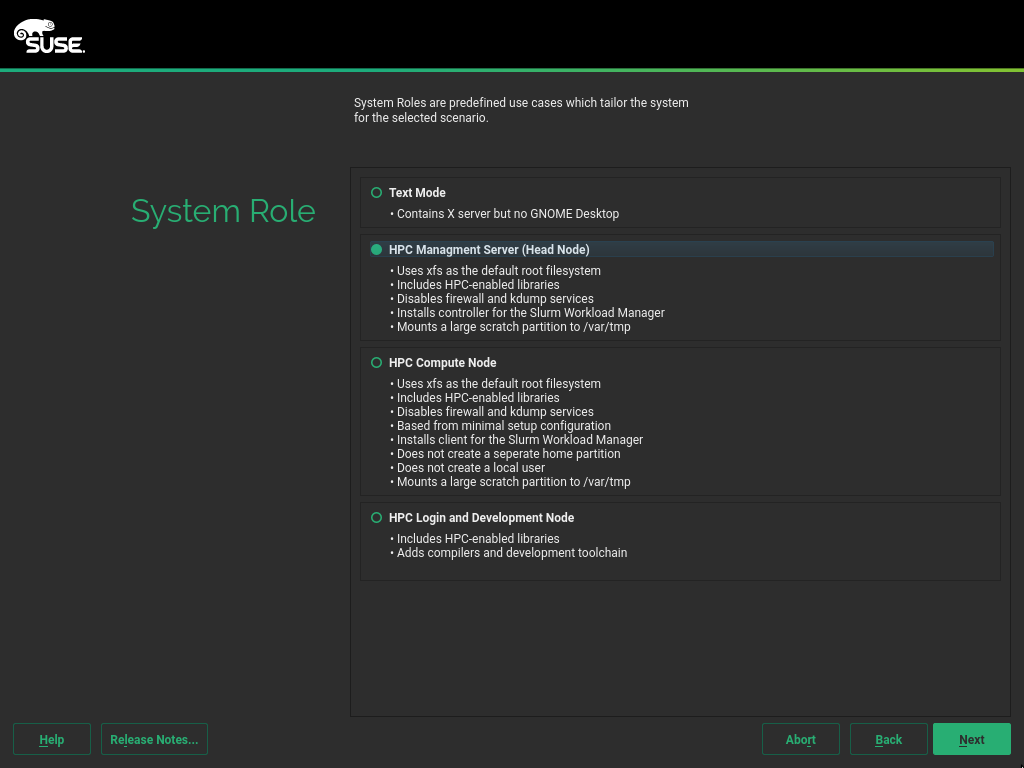 SUSE.
System Roles are predefined use cases which tailor the system
for the selected scenario.
System Role
Text Mode
• Contains X server but no GNOME Desktop
HPC Managment Server (Head Node)
• Uses xfs as the default root filesystem
• Includes HPC-enabled libraries
• Disables firewall and kdump services
• Installs controller for the Slurm Workload Manager
• Mounts a large scratch partition to /var/tmp
HPC Compute Node
• Uses xfs as the default root filesystem
• Includes HPC-enabled libraries
• Disables firewall and kdump services
• Based from minimal setup configuration
• Installs client for the Slurm Workload Manager
• Does not create a seperate home partition
• Does not create a local user
• Mounts a large scratch partition to /var/tmp
HPC Login and Development Node
• Includes HPC-enabled libraries
• Adds compilers and development toolchain
Help Release Notes... Abort Back Next